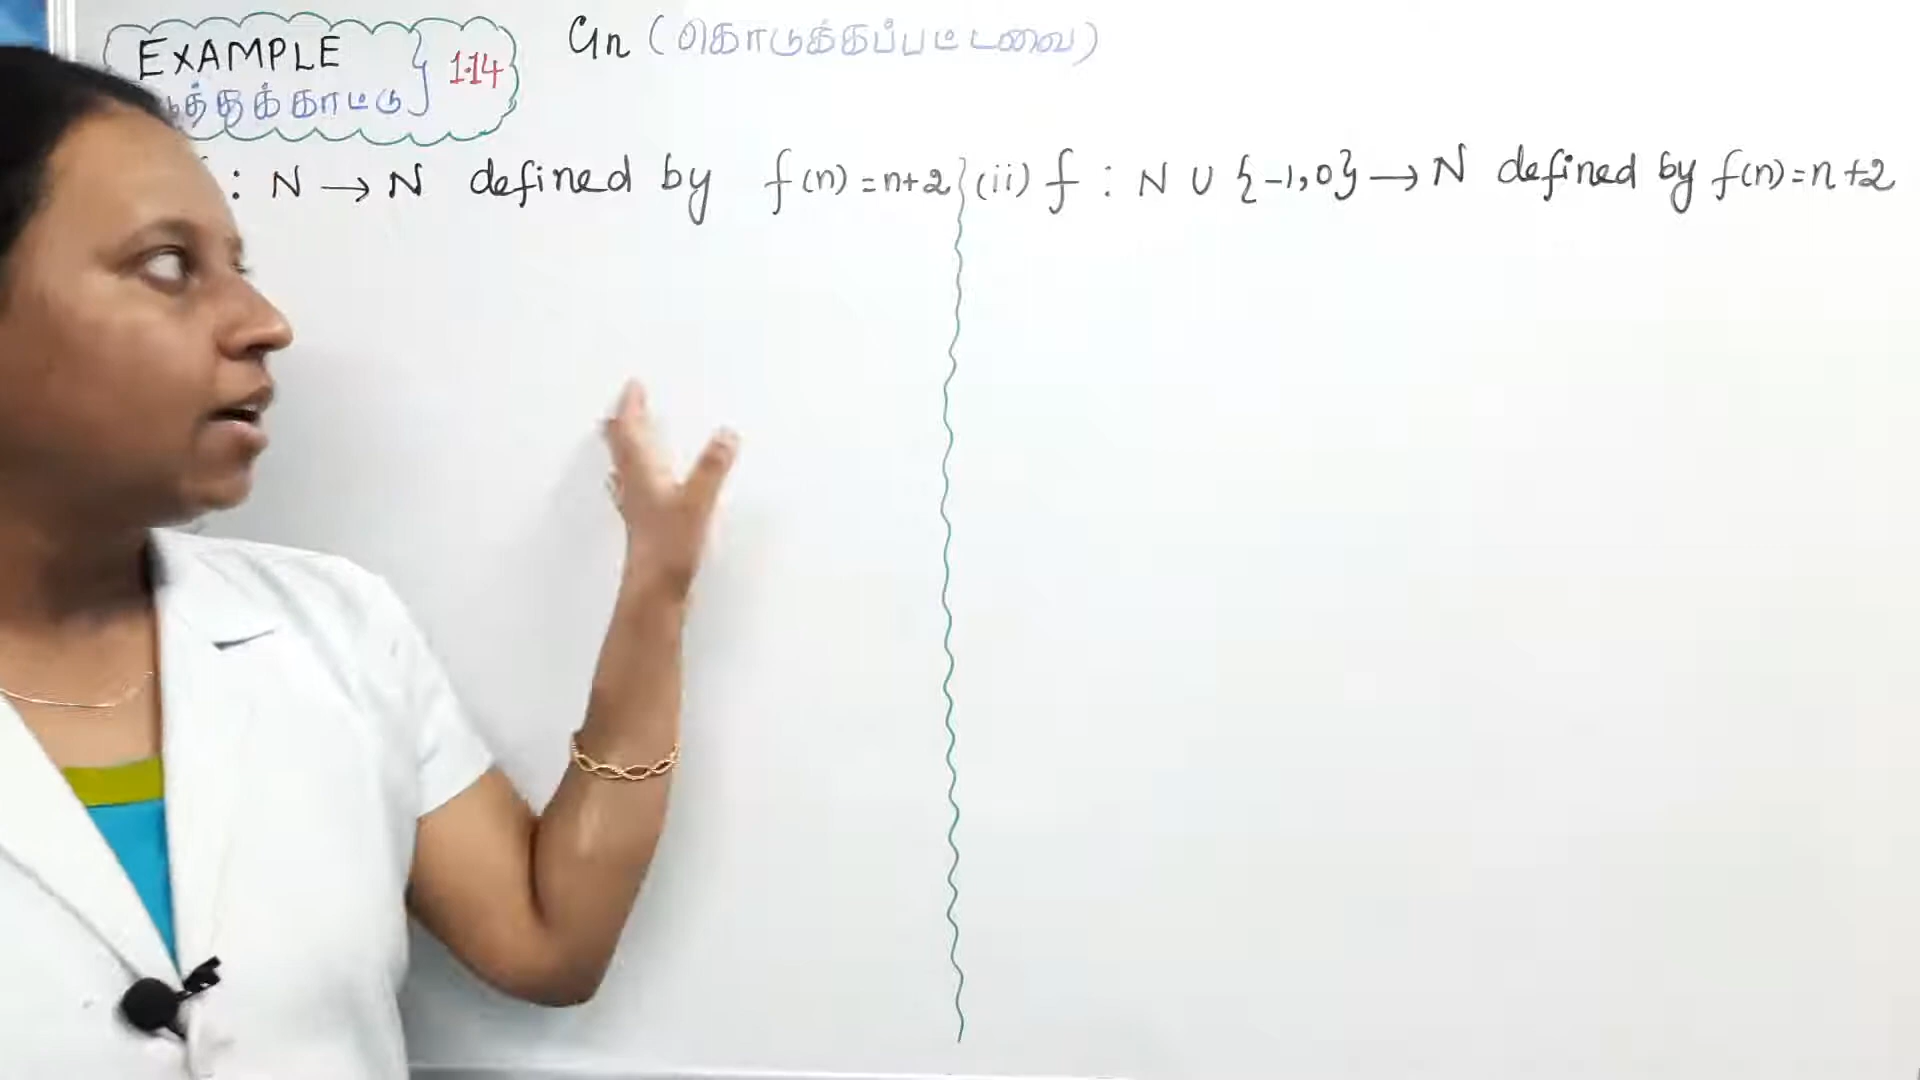 EXAMPLE } 1.14 Gn (கொடுக்கப்பட்டவை)
: N → N defined by f(n) = n+2 (ii) f : N ∪ {-1,0} → N defined by f(n) = n+2